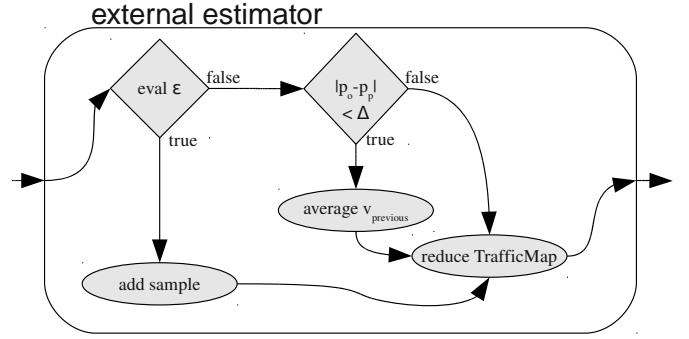 external estimator
eval ε
false
true
|p_o-p_p|
< Δ
false
true
average v_previous
reduce TrafficMap
add sample